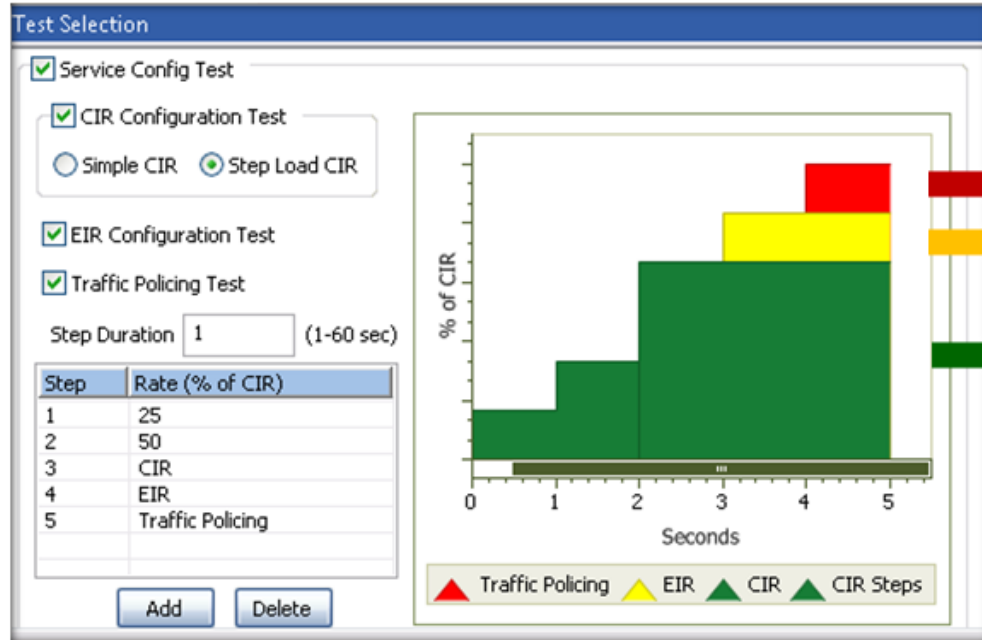 Test Selection
Service Config Test
CIR Configuration Test
Simple CIR Step Load CIR
EIR Configuration Test
Traffic Policing Test
Step Duration 1 (1-60 sec)
Step Rate (% of CIR)
1 25
2 50
3 CIR
4 EIR
5 Traffic Policing
Add Delete
% of CIR
0 1 2 3 4 5
Seconds
Traffic Policing EIR CIR CIR Steps